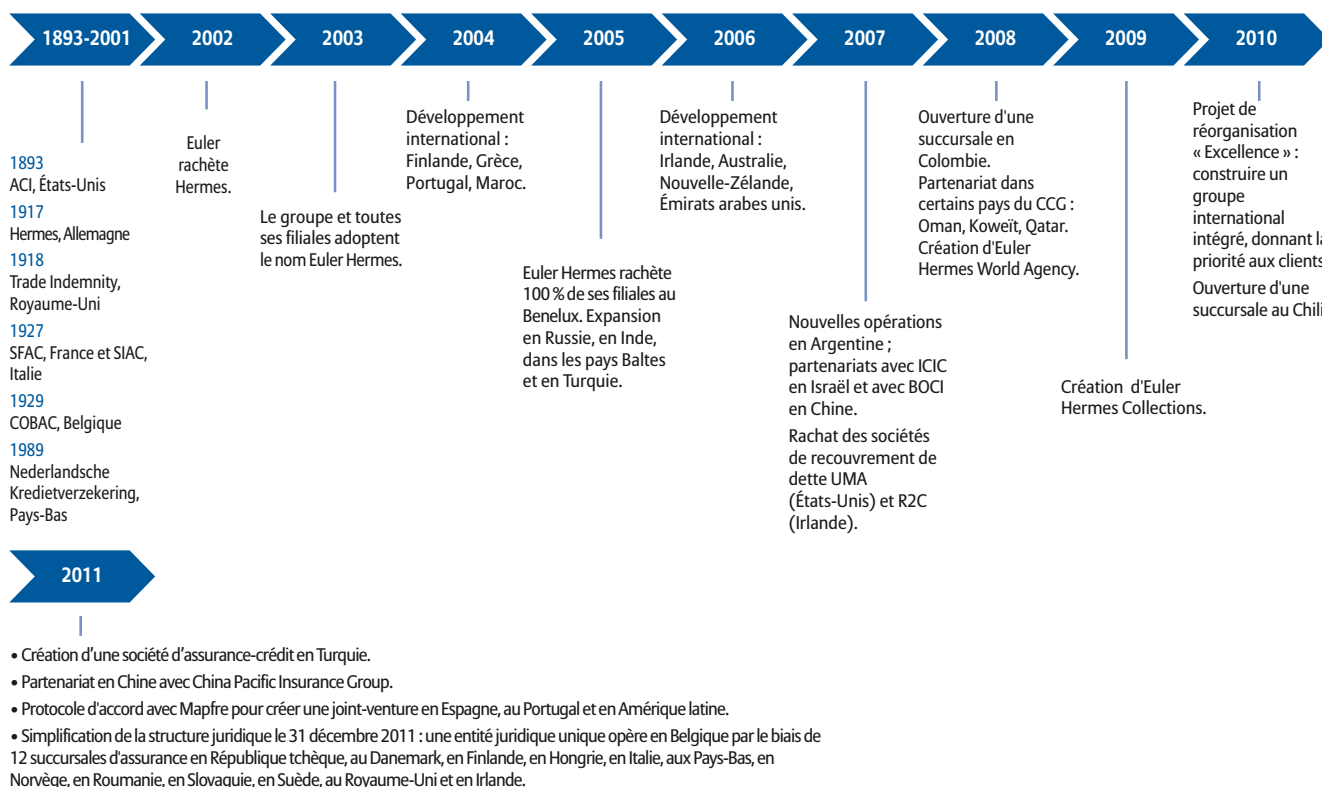 1893-2001
2002
2003
2004
2005
2006
2007
2008
2009
2010
1893
ACI, États-Unis
1917
Hermes, Allemagne
1918
Trade Indemnity,
Royaume-Uni
1927
SFAC, France et SIAC,
Italie
1929
COBAC, Belgique
1989
Nederlandsche
Kredietverzekering,
Pays-Bas
Euler
rachète
Hermes.
Le groupe et toutes
ses filiales adoptent
le nom Euler Hermes.
Développement
international :
Finlande, Grèce,
Portugal, Maroc.
Euler Hermes rachète
100 % de ses filiales au
Benelux. Expansion
en Russie, en Inde,
dans les pays Baltes
et en Turquie.
Développement
international :
Irlande, Australie,
Nouvelle-Zélande,
Émirats arabes unis.
Nouvelles opérations
en Argentine ;
partenariats avec ICIC
en Israël et avec BOCI
en Chine.
Rachat des sociétés
de recouvrement de
dette UMA
(États-Unis) et R2C
(Irlande).
Ouverture d'une
succursale en
Colombie.
Partenariat dans
certains pays du CCG :
Oman, Koweït, Qatar.
Création d'Euler
Hermes World Agency.
Création d'Euler
Hermes Collections.
Projet de
réorganisation
« Excellence » :
construire un
groupe
international
intégré, donnant la
priorité aux clients
Ouverture d'une
succursale au Chili
2011
• Création d'une société d'assurance-crédit en Turquie.
• Partenariat en Chine avec China Pacific Insurance Group.
• Protocole d'accord avec Mapfre pour créer une joint-venture en Espagne, au Portugal et en Amérique latine.
• Simplification de la structure juridique le 31 décembre 2011 : une entité juridique unique opère en Belgique par le biais de
12 succursales d'assurance en République tchèque, au Danemark, en Finlande, en Hongrie, en Italie, aux Pays-Bas, en
Norvège, en Roumanie, en Slovaquie, en Suède, au Royaume-Uni et en Irlande.